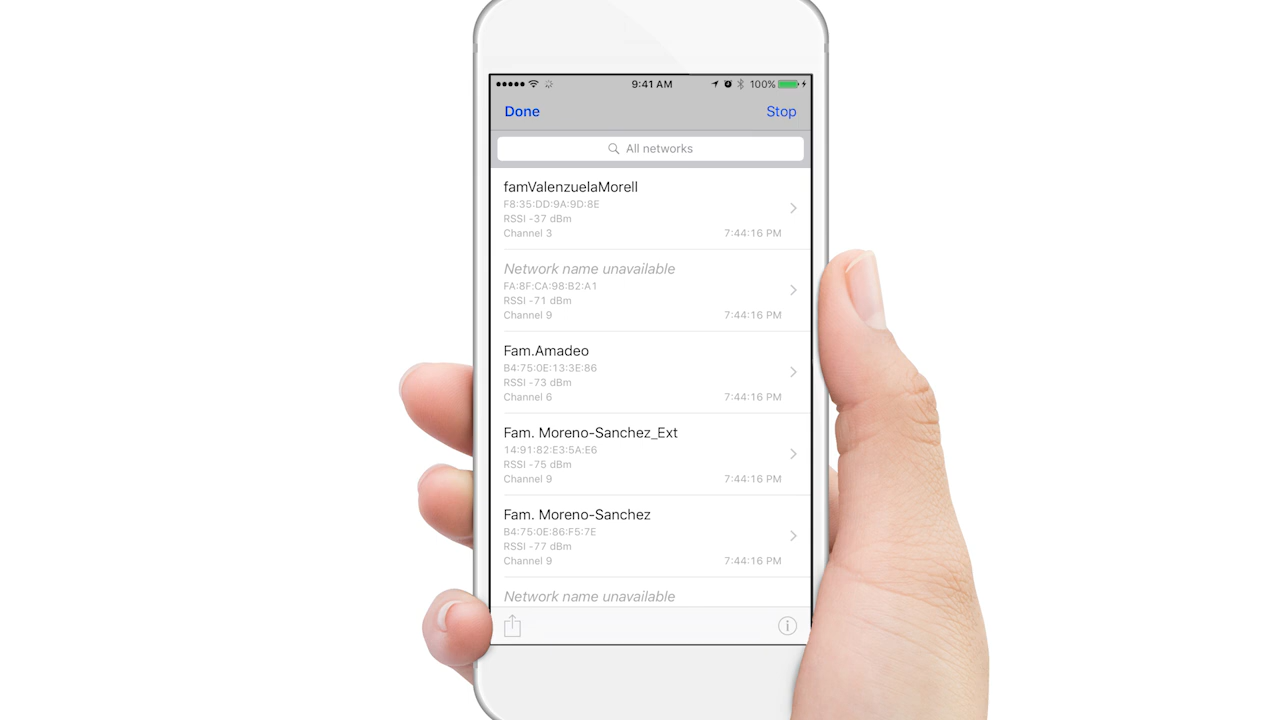 9:41 AM 100%
Done Stop
All networks
famValenzuelaMorell
F8:35:DD:9A:9D:8E
RSSI -37 dBm
Channel 3 7:44:16 PM
Network name unavailable
FA:8F:CA:98:B2:A1
RSSI -71 dBm
Channel 9 7:44:16 PM
Fam.Amadeo
B4:75:0E:13:3E:86
RSSI -73 dBm
Channel 6 7:44:16 PM
Fam. Moreno-Sanchez_Ext
14:91:82:E3:5A:E6
RSSI -75 dBm
Channel 9 7:44:16 PM
Fam. Moreno-Sanchez
B4:75:0E:86:F5:7E
RSSI -77 dBm
Channel 9 7:44:16 PM
Network name unavailable